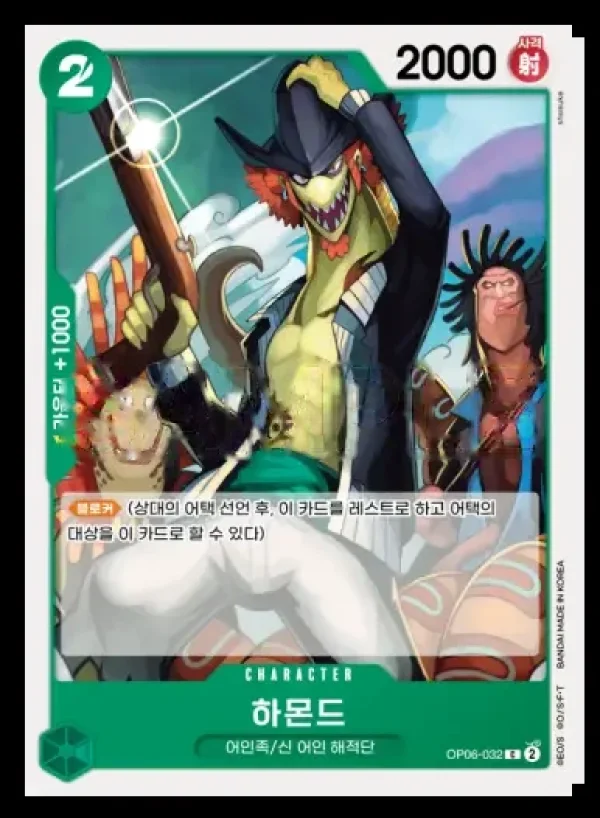 2
2000
사격
射
shosuke
카운터 +1000
블로커 (상대의 어택 선언 후, 이 카드를 레스트로 하고 어택의
대상을 이 카드로 할 수 있다)
CHARACTER
하몬드
어인족/신 어인 해적단
OP06-032 C 2
©EO/S ©O/S·F·T BANDAI MADE IN KOREA